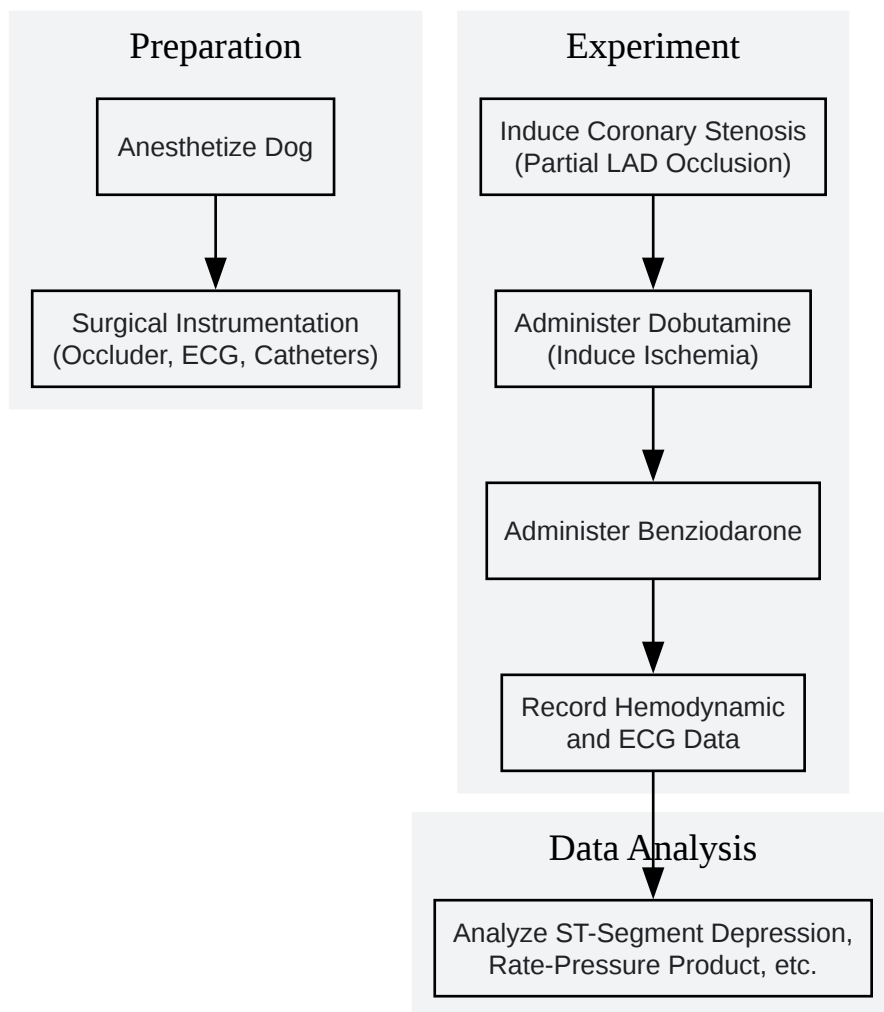 Preparation
Anesthetize Dog
Surgical Instrumentation
(Occluder, ECG, Catheters)
Experiment
Induce Coronary Stenosis
(Partial LAD Occlusion)
Administer Dobutamine
(Induce Ischemia)
Administer Benziodarone
Record Hemodynamic
and ECG Data
Data Analysis
Analyze ST-Segment Depression,
Rate-Pressure Product, etc.